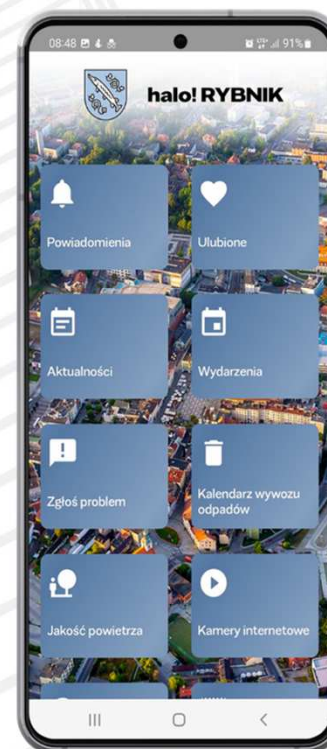 08:48
91%
halo! RYBNIK
Powiadomienia
Ulubione
Aktualności
Wydarzenia
Zgłoś problem
Kalendarz wywozu
odpadów
Jakość powietrza
Kamery internetowe